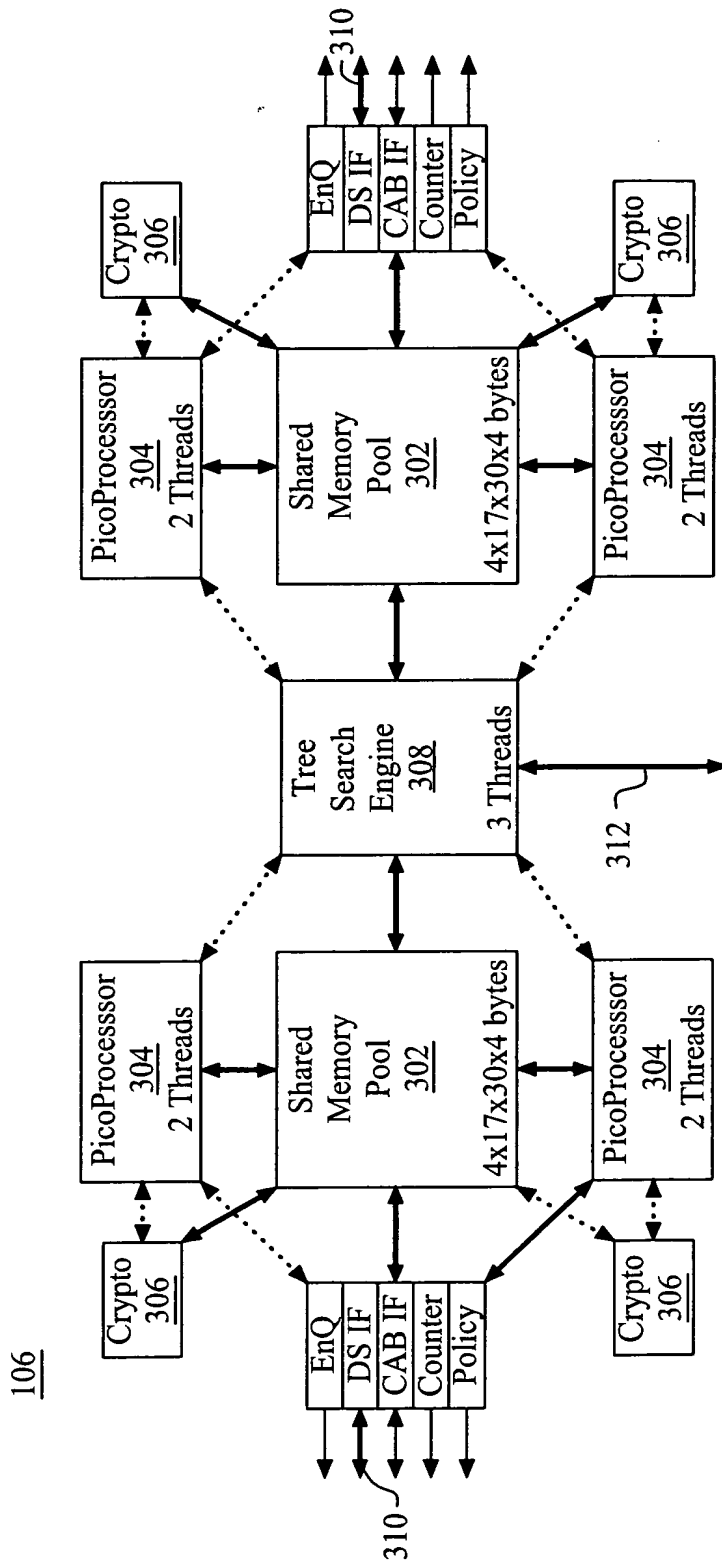 106
Crypto
306
PicoProcesssor
304
2 Threads
PicoProcesssor
304
2 Threads
Crypto
306
EnQ
DS IF
CAB IF
Counter
Policy
310
Shared
Memory
Pool
302
4x17x30x4 bytes
Tree
Search
Engine
308
3 Threads
312
Shared
Memory
Pool
302
4x17x30x4 bytes
EnQ
DS IF
CAB IF
Counter
Policy
310
Crypto
306
PicoProcesssor
304
2 Threads
PicoProcesssor
304
2 Threads
Crypto
306